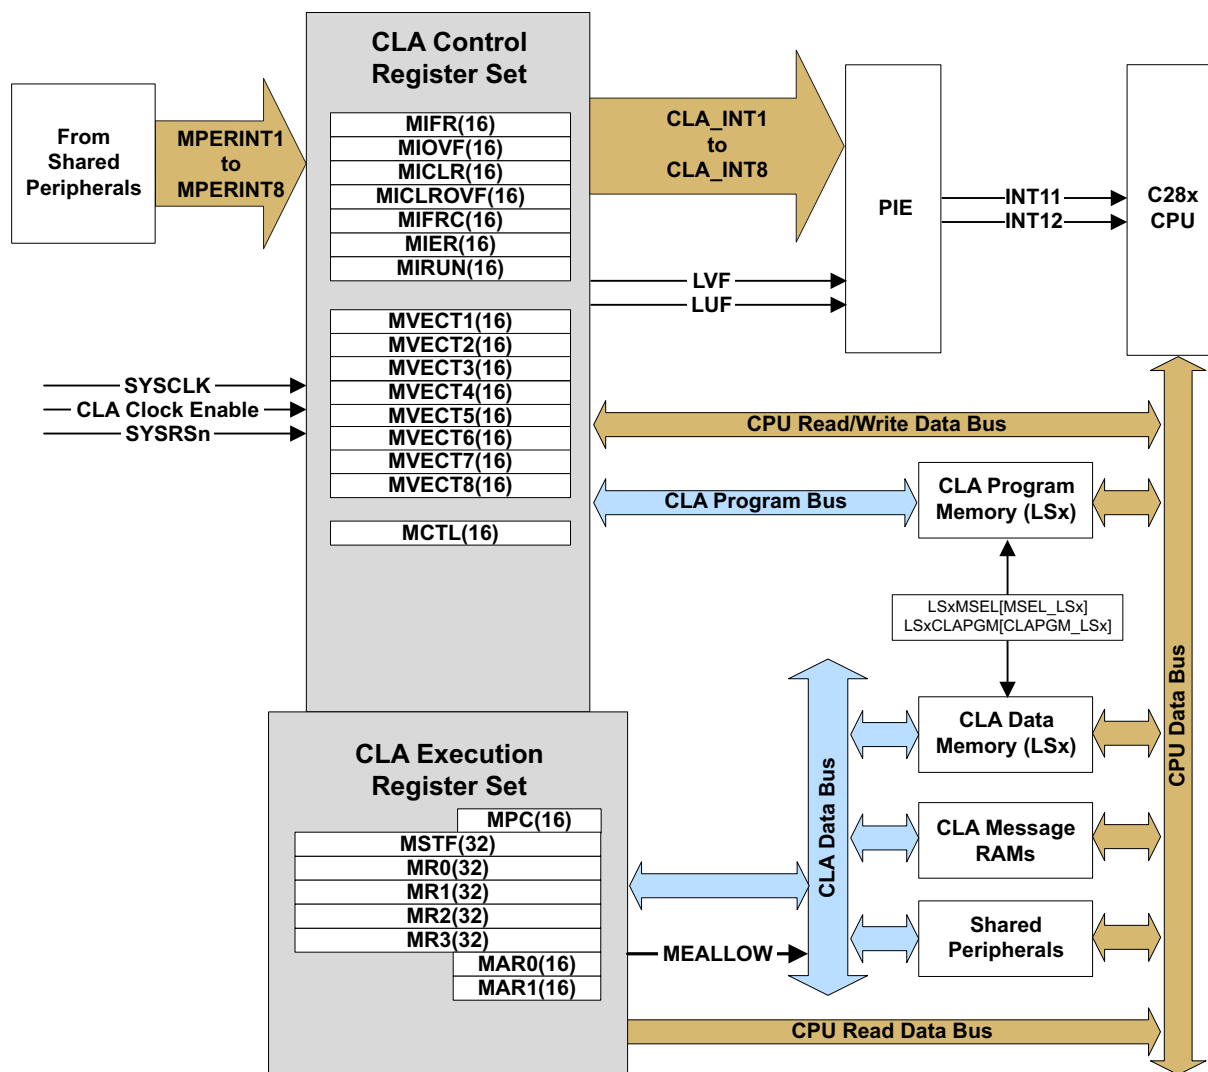 CLA Control
Register Set
From
Shared
Peripherals
MPERINT1
to
MPERINT8
MIFR(16)
MIOVF(16)
MICLR(16)
MICLROVF(16)
MIFRC(16)
MIER(16)
MIRUN(16)
CLA_INT1
to
CLA_INT8
PIE
INT11
INT12
C28x
CPU
LVF
LUF
MVECT1(16)
MVECT2(16)
MVECT3(16)
MVECT4(16)
MVECT5(16)
MVECT6(16)
MVECT7(16)
MVECT8(16)
SYSCLK
CLA Clock Enable
SYSRSn
CPU Read/Write Data Bus
CLA Program Bus
CLA Program
Memory (LSx)
MCTL(16)
LSxMSEL[MSEL_LSx]
LSxCLAPGM[CLAPGM_LSx]
CLA Data
Memory (LSx)
CPU Data Bus
CLA Data Bus
CLA Execution
Register Set
MPC(16)
MSTF(32)
MR0(32)
MR1(32)
MR2(32)
MR3(32)
MAR0(16)
MAR1(16)
CLA Message
RAMs
Shared
Peripherals
MEALLOW
CPU Read Data Bus